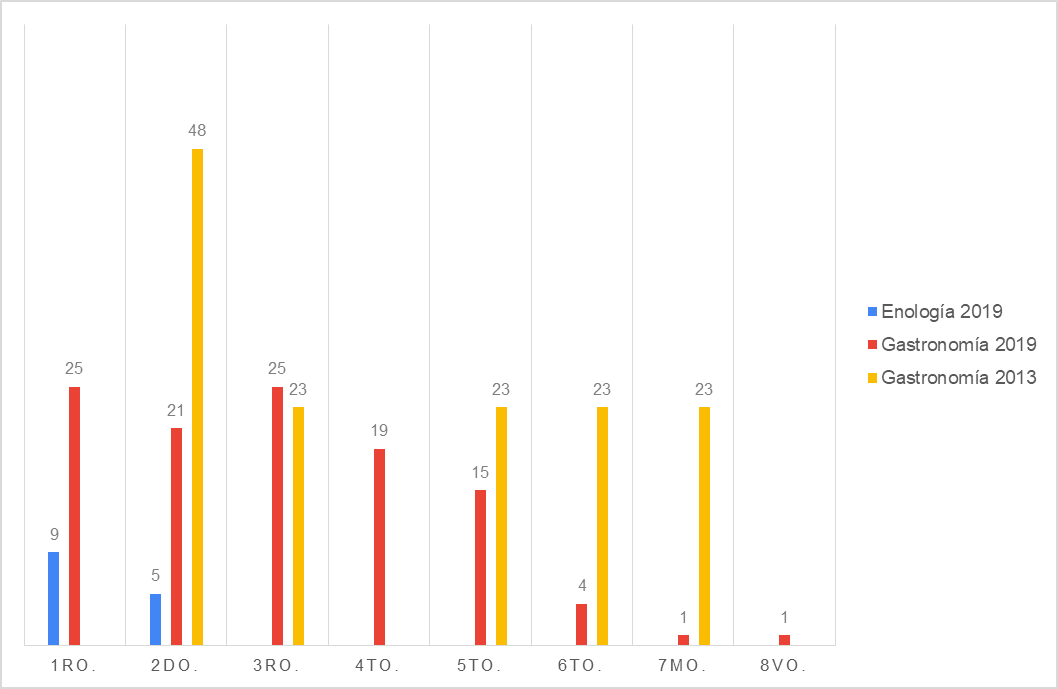 48
25
25
23
23
23
23
21
19
15
9
5
4
1
1
1RO.
2DO.
3RO.
4TO.
5TO.
6TO.
7MO.
8VO.
Enología 2019
Gastronomía 2019
Gastronomía 2013